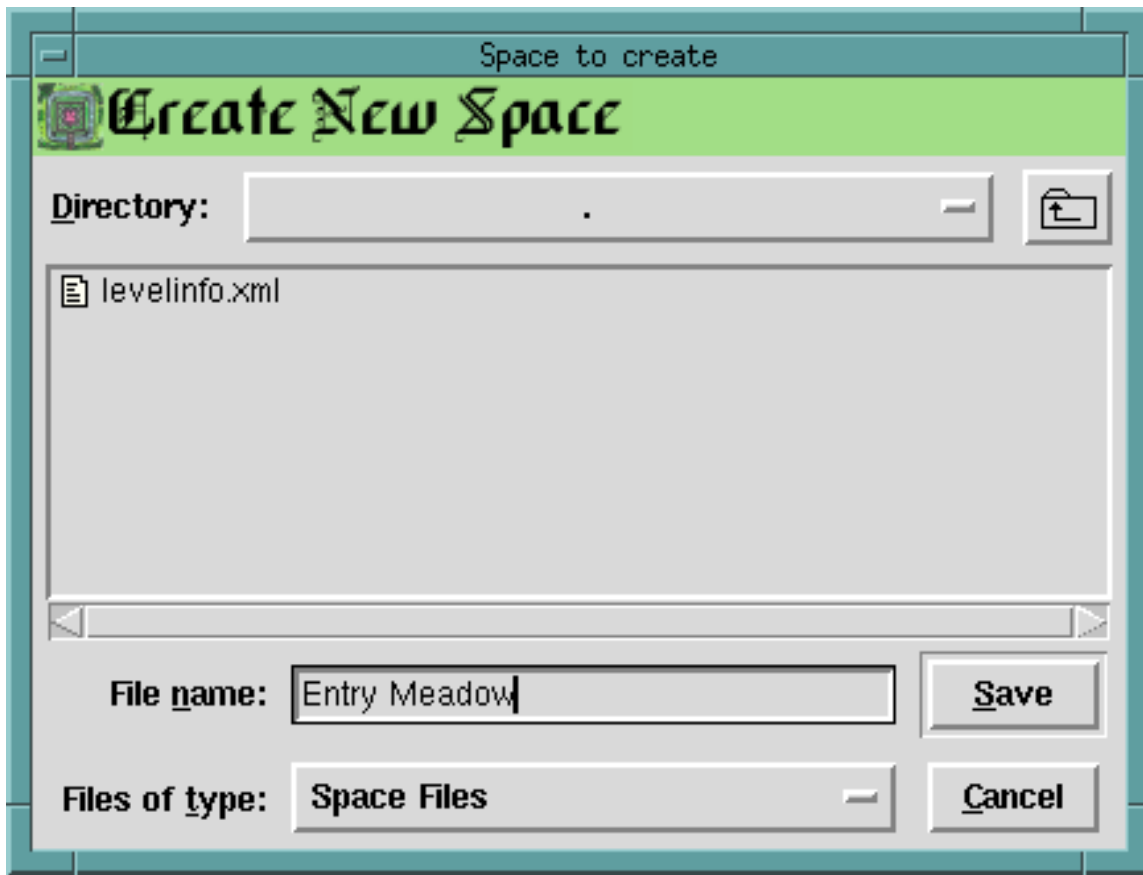 Space to create
Create New Space
Directory: .
levelinfo.xml
File name: Entry Meadow Save
Files of type: Space Files Cancel